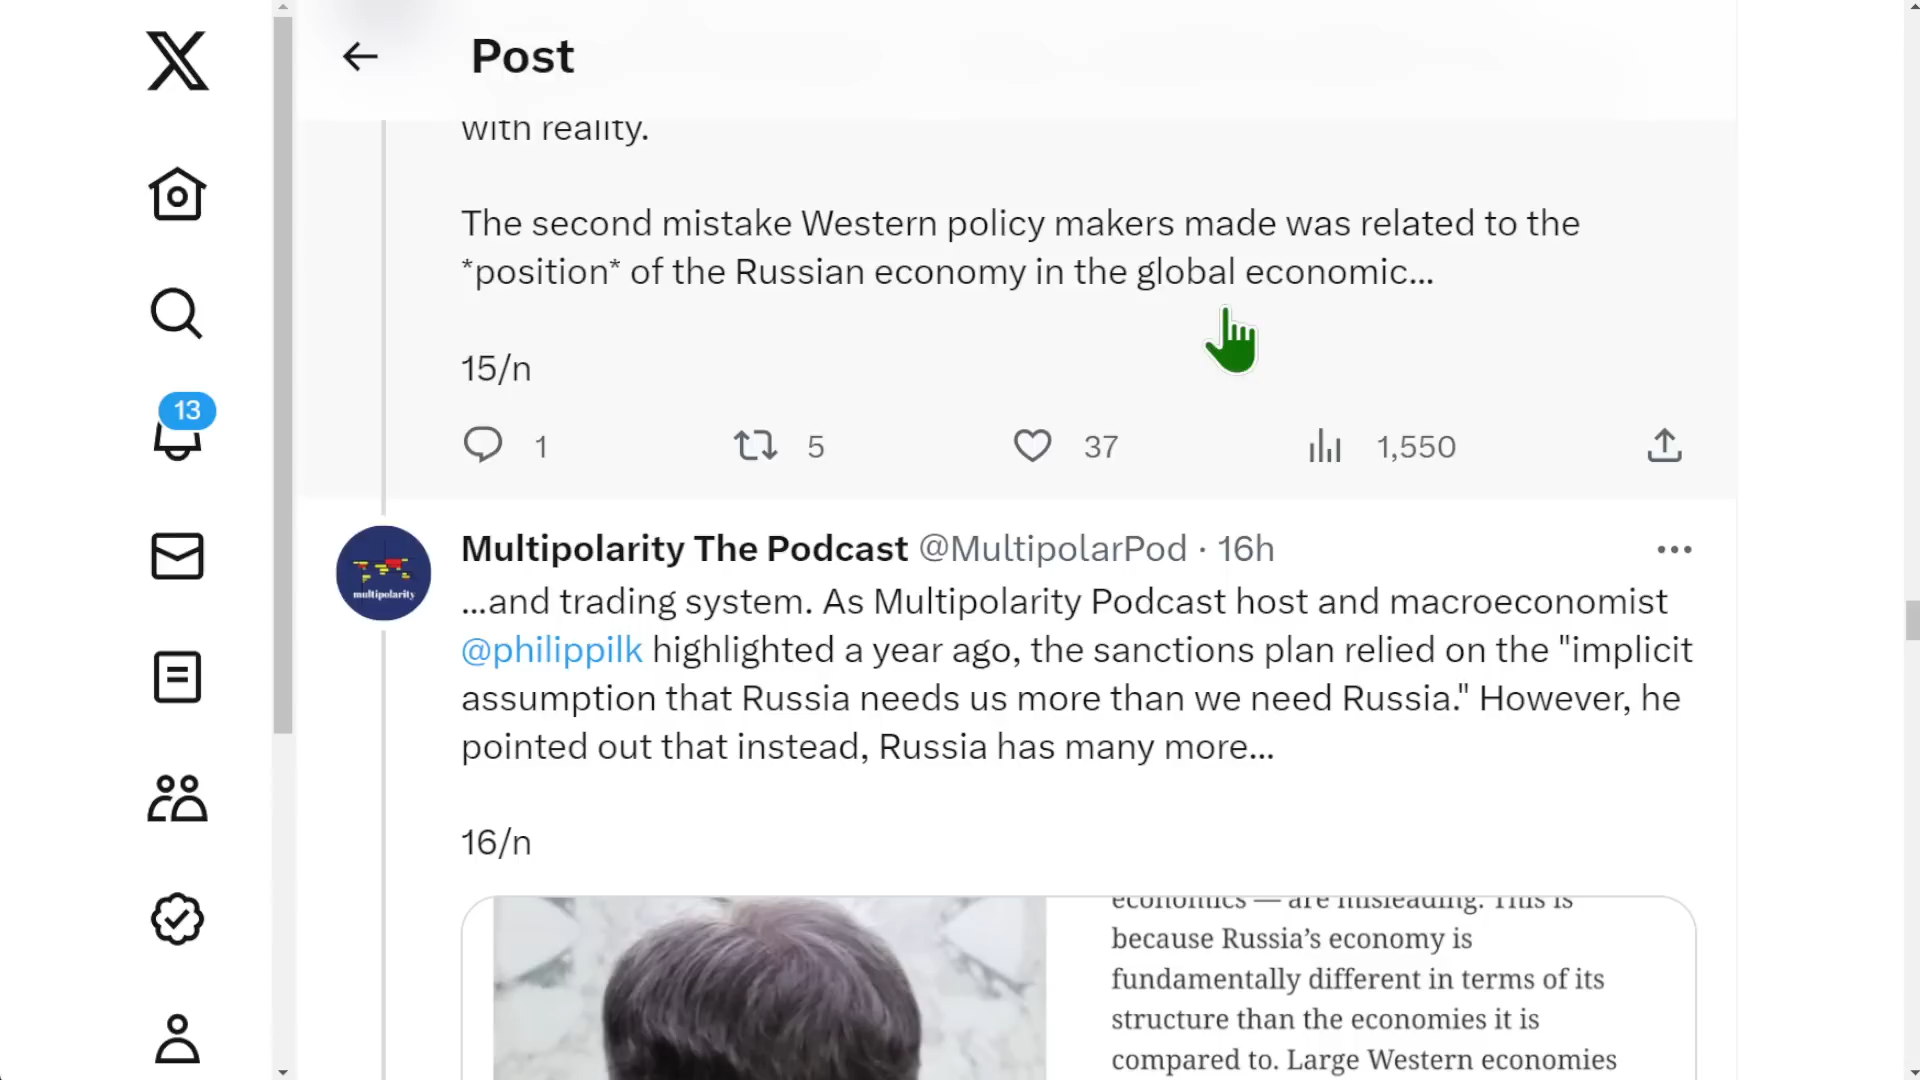 Post
with reality.
The second mistake Western policy makers made was related to the
*position* of the Russian economy in the global economic...
15/n
1
5
37
1,550
13
Multipolarity The Podcast @MultipolarPod · 16h
multipolarity
...and trading system. As Multipolarity Podcast host and macroeconomist
@philippilk highlighted a year ago, the sanctions plan relied on the "implicit
assumption that Russia needs us more than we need Russia." However, he
pointed out that instead, Russia has many more...
16/n
economics — are misleading. This is
because Russia’s economy is
fundamentally different in terms of its
structure than the economies it is
compared to. Large Western economies